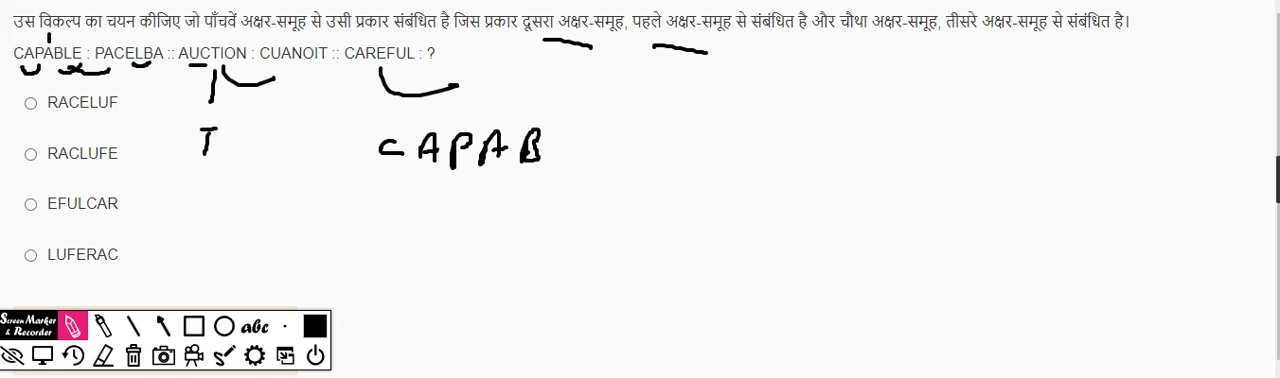 उस विकल्प का चयन कीजिए जो पाँचवें अक्षर-समूह से उसी प्रकार संबंधित है जिस प्रकार दूसरा अक्षर-समूह, पहले अक्षर-समूह से संबंधित है और चौथा अक्षर-समूह, तीसरे अक्षर-समूह से संबंधित है।
CAPABLE : PACELBA :: AUCTION : CUANOIT :: CAREFUL : ?
RACELUF
T
CAPAB
RACLUFE
EFULCAR
LUFERAC
Screen Marker & Recorder
abc